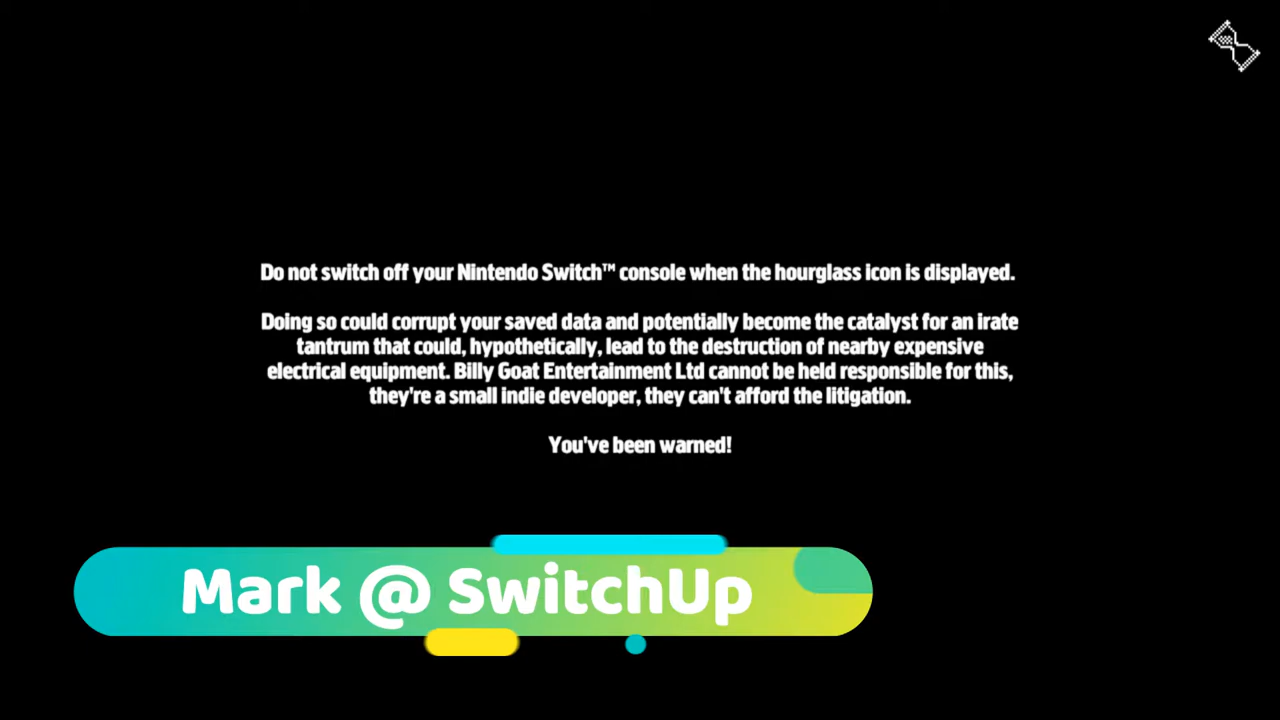 Do not switch off your Nintendo Switch™ console when the hourglass icon is displayed.
Doing so could corrupt your saved data and potentially become the catalyst for an irate
tantrum that could, hypothetically, lead to the destruction of nearby expensive
electrical equipment. Billy Goat Entertainment Ltd cannot be held responsible for this,
they're a small indie developer, they can't afford the litigation.
You've been warned!
Mark @ SwitchUp